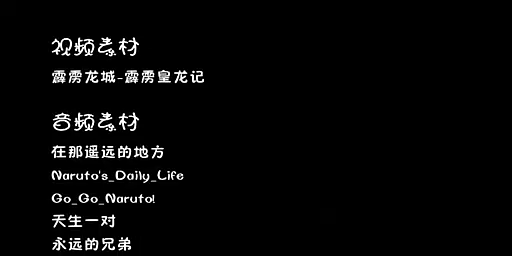 视频素材
霹雳龙城-霹雳皇龙记
音频素材
在那遥远的地方
Naruto's_Daily_Life
Go_Go_Naruto!
天生一对
永远的兄弟